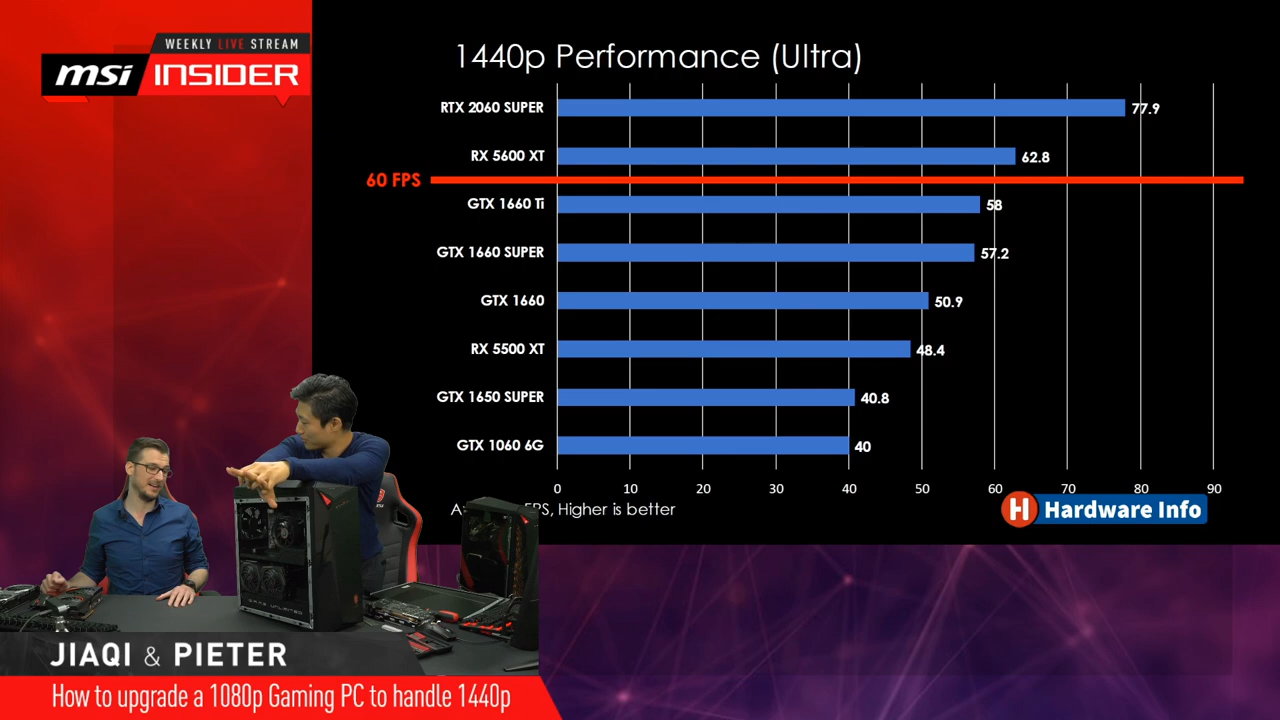 WEEKLY LIVE STREAM
msi INSIDER
1440p Performance (Ultra)
RTX 2060 SUPER 77.9
RX 5600 XT 62.8
60 FPS
GTX 1660 Ti 58
GTX 1660 SUPER 57.2
GTX 1660 50.9
RX 5500 XT 48.4
GTX 1650 SUPER 40.8
GTX 1060 6G 40
0 10 20 30 40 50 60 70 80 90
FPS, Higher is better
H Hardware Info
JIAQI & PIETER
How to upgrade a 1080p Gaming PC to handle 1440p